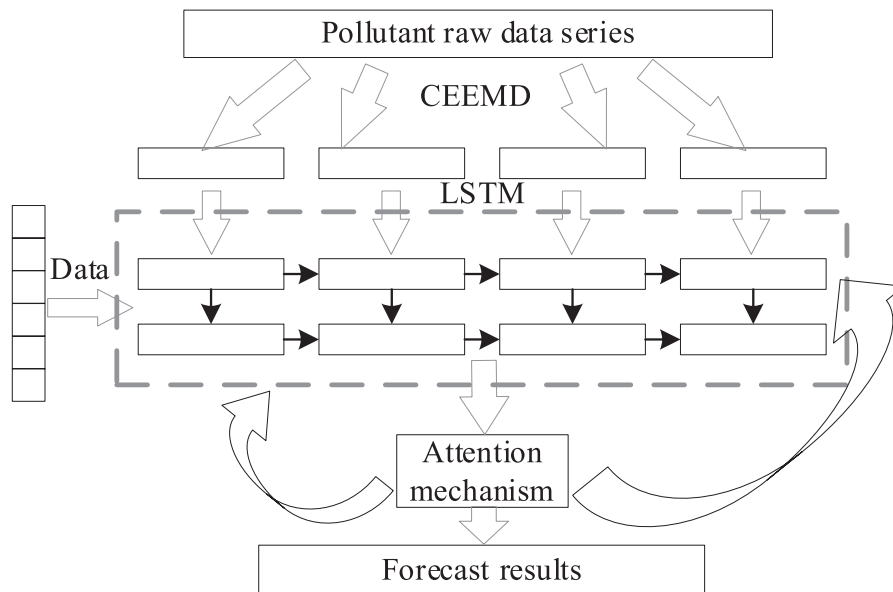 Pollutant raw data series
CEEMD
LSTM
Data
Attention
mechanism
Forecast results